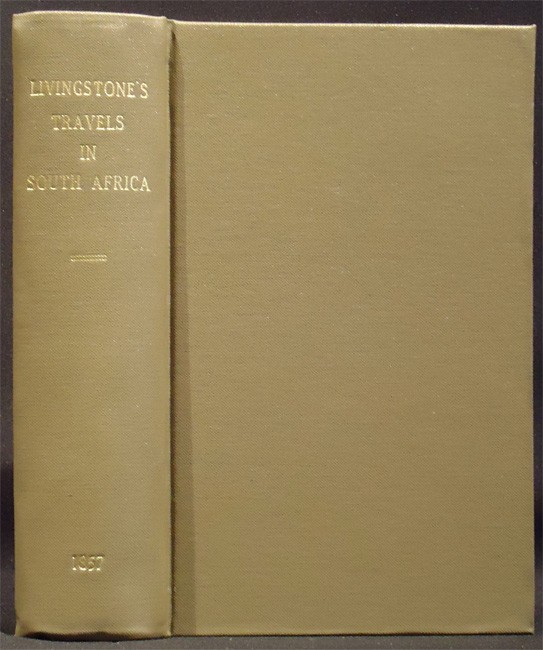 LIVINGSTONE'S
TRAVELS
IN
SOUTH AFRICA
1857